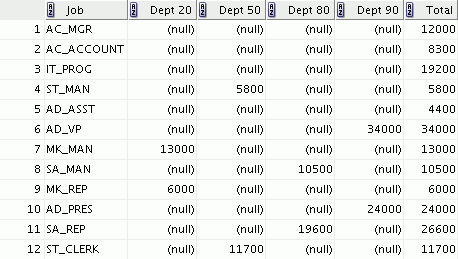 Job Dept 20 Dept 50 Dept 80 Dept 90 Total
1 AC_MGR (null) (null) (null) (null) 12000
2 AC_ACCOUNT (null) (null) (null) (null) 8300
3 IT_PROG (null) (null) (null) (null) 19200
4 ST_MAN (null) 5800 (null) (null) 5800
5 AD_ASST (null) (null) (null) (null) 4400
6 AD_VP (null) (null) (null) 34000 34000
7 MK_MAN 13000 (null) (null) (null) 13000
8 SA_MAN (null) (null) 10500 (null) 10500
9 MK_REP 6000 (null) (null) (null) 6000
10 AD_PRES (null) (null) (null) 24000 24000
11 SA_REP (null) (null) 19600 (null) 26600
12 ST_CLERK (null) 11700 (null) (null) 11700